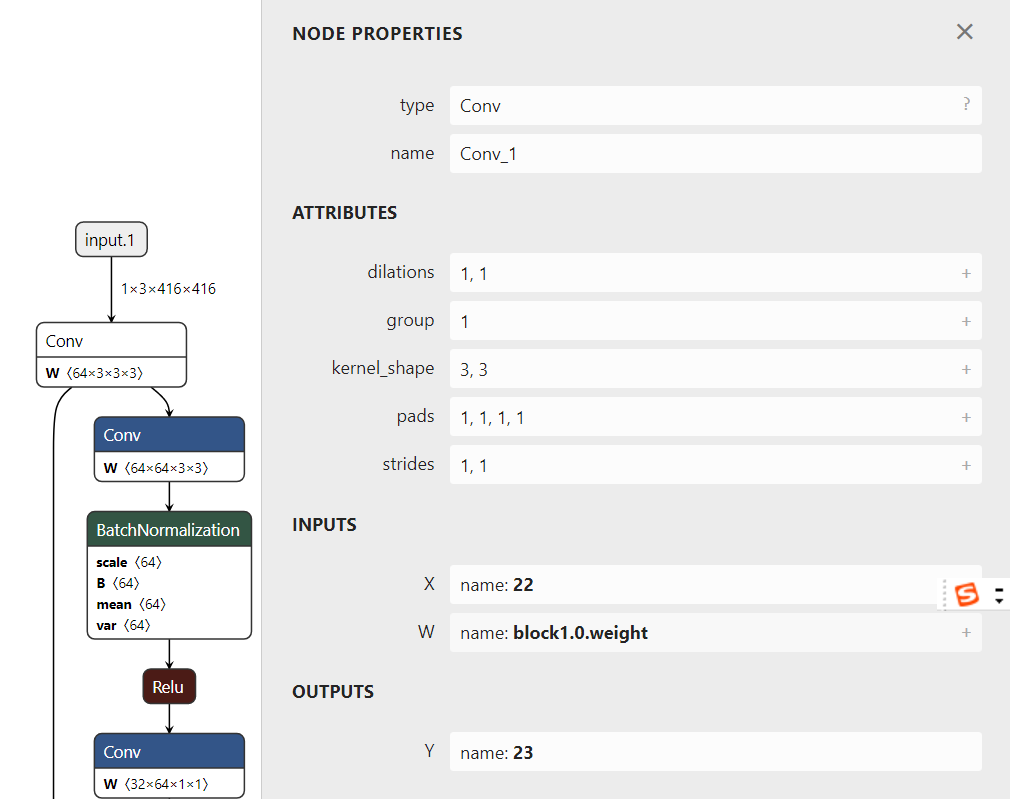 input.1
1×3×416×416
Conv
W 〈64×3×3×3〉
Conv
W 〈64×64×3×3〉
BatchNormalization
scale 〈64〉
B 〈64〉
mean 〈64〉
var 〈64〉
Relu
Conv
W 〈32×64×1×1〉
NODE PROPERTIES
type Conv ?
name Conv_1
ATTRIBUTES
dilations 1, 1 +
group 1 +
kernel_shape 3, 3 +
pads 1, 1, 1, 1 +
strides 1, 1 +
INPUTS
X name: 22
W name: block1.0.weight +
OUTPUTS
Y name: 23